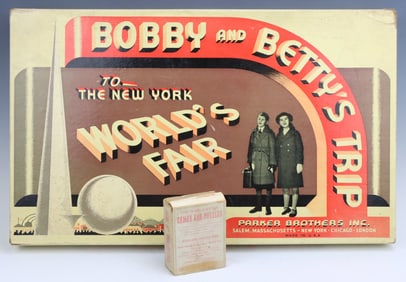 BOBBY AND BETTY'S TRIP
TO
THE NEW YORK
WORLD'S
FAIR
PARKER BROTHERS INC.
SALEM, MASSACHUSETTS - NEW YORK - CHICAGO - LONDON
MADE IN U.S.A.
GAMES AND PUZZLES